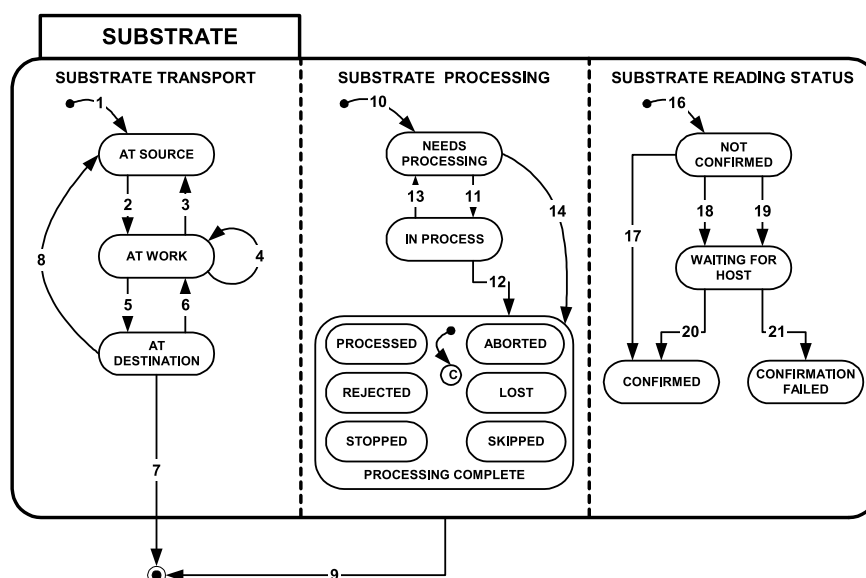 SUBSTRATE
SUBSTRATE TRANSPORT
1
AT SOURCE
2
3
8
AT WORK
4
5
6
AT
DESTINATION
7
SUBSTRATE PROCESSING
10
NEEDS
PROCESSING
13
11
14
IN PROCESS
12
PROCESSED
ABORTED
C
REJECTED
LOST
STOPPED
SKIPPED
PROCESSING COMPLETE
SUBSTRATE READING STATUS
16
NOT
CONFIRMED
17
18
19
WAITING FOR
HOST
20
21
CONFIRMED
CONFIRMATION
FAILED
9